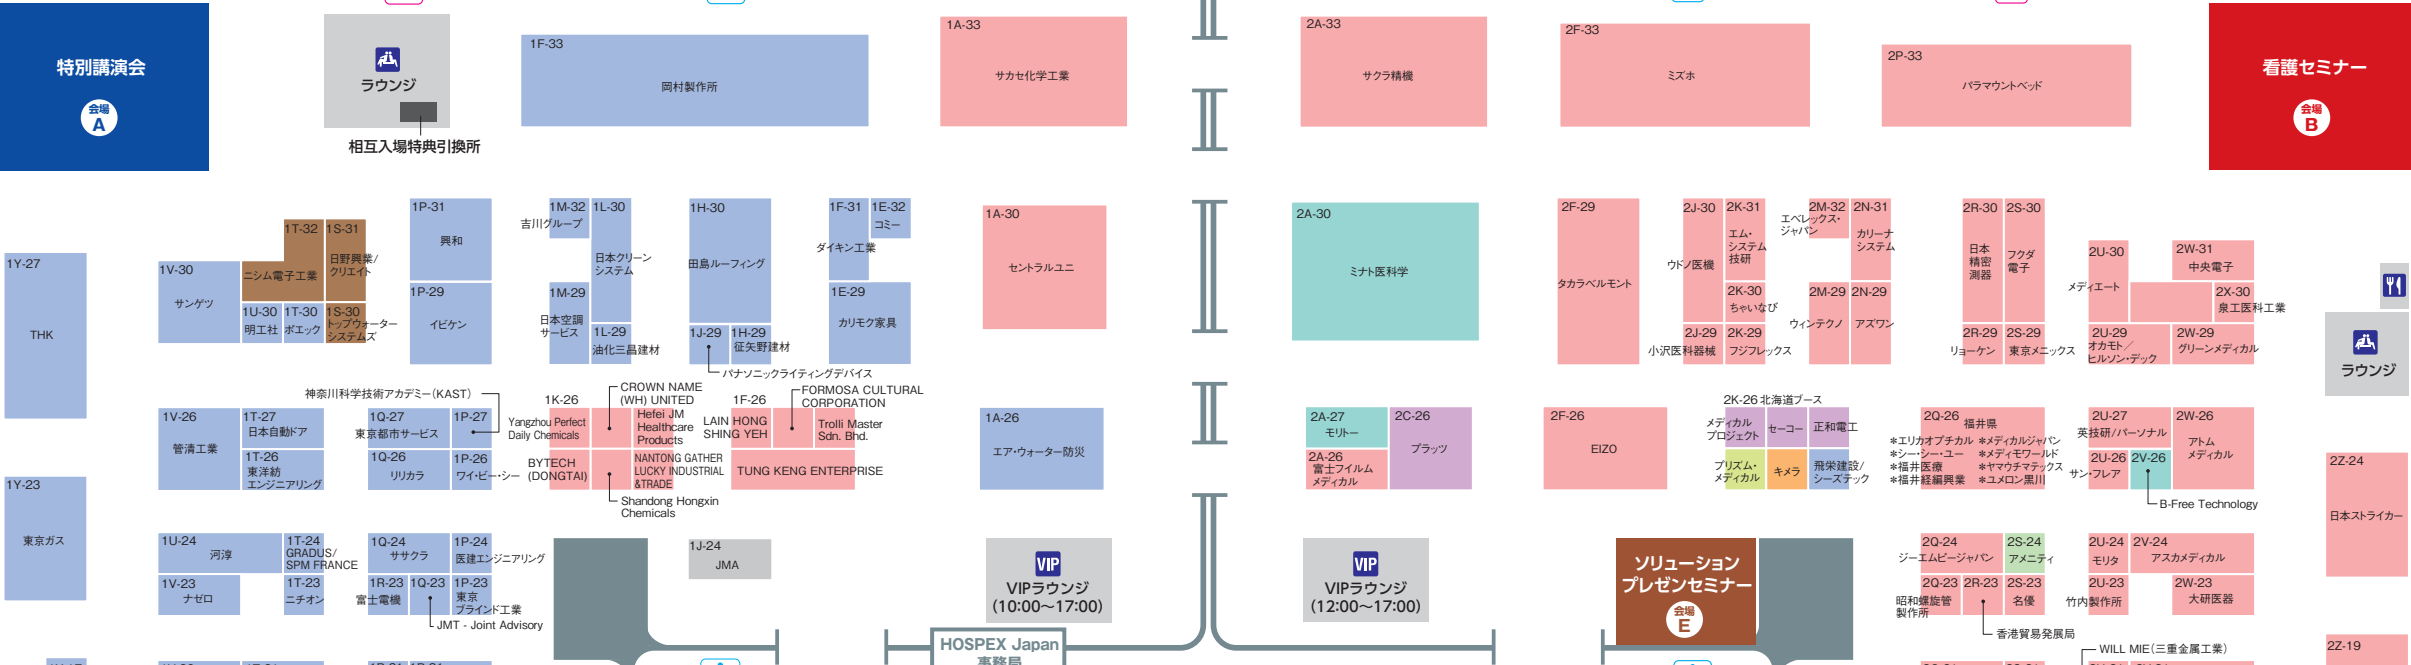 特別講演会
会場
A
ラウンジ
相互入場特典引換所
1F-33
岡村製作所
1A-33
サカセ化学工業
2A-33
サクラ精機
2F-33
ミズホ
2P-33
パラマウントベッド
看護セミナー
会場
B
1Y-27
THK
1V-30
サンゲツ
1T-32
ニシム電子工業
1S-31
日野興業/
クリエイト
1U-30
明工社
1T-30
ポエック
1S-30
トップウォーター
システムズ
1P-31
興和
1P-29
イビケン
1M-32
吉川グループ
1L-30
日本クリーン
システム
1M-29
日本空調
サービス
1L-29
油化三昌建材
1H-30
田島ルーフィング
1J-29
パナソニックライティングデバイス
1H-29
征矢野建材
1F-31
ダイキン工業
1E-32
コミー
1E-29
カリモク家具
1A-30
セントラルユニ
2A-30
ミナト医科学
2F-29
タカラベルモント
2J-30
ウドノ医機
2K-31
エム・
システム
技研
2K-30
ちゃいなび
2J-29
小沢医科器械
2K-29
フジフレックス
2M-32
エベレックス・
ジャパン
2N-31
カリーナ
システム
2M-29
ウィンテクノ
2N-29
アズワン
2R-30
日本
精密
測器
2S-30
フクダ
電子
2R-29
リョーケン
2S-29
東京メニックス
2U-30
メディエート
2W-31
中央電子
2X-30
泉工医科工業
2U-29
オカモト/
ヒルソン・デック
2W-29
グリーンメディカル
ラウンジ
1Y-23
東京ガス
1V-26
管清工業
1T-27
日本自動ドア
1T-26
東洋紡
エンジニアリング
神奈川科学技術アカデミー(KAST)
1Q-27
東京都市サービス
1P-27
1Q-26
リリカラ
1P-26
ワイ・ビー・シー
1K-26
Yangzhou Perfect
Daily Chemicals
CROWN NAME
(WH) UNITED
Hefei JM
Healthcare
Products
BYTECH
(DONGTAI)
NANTONG GATHER
LUCKY INDUSTRIAL
&TRADE
Shandong Hongxin
Chemicals
1F-26
LAIN HONG
SHING YEH
FORMOSA CULTURAL
CORPORATION
Trolli Master
Sdn. Bhd.
TUNG KENG ENTERPRISE
1A-26
エア・ウォーター防災
2A-27
モリトー
2A-26
富士フイルム
メディカル
2C-26
プラッツ
2F-26
EIZO
2K-26 北海道ブース
メディカル
プロジェクト
セーコー
正和電工
プリズム・
メディカル
キメラ
飛栄建設/
シーズテック
2Q-26
福井県
*エリカオプチカル *メディカルジャパン
*シー・シー・ユー *メディモワールド
*福井医療 *ヤマウチマテックス
*福井経編興業 *ユメロン黒川
2U-27
英技研/パーソナル
2U-26
サン・フレア
2V-26
B-Free Technology
2W-26
アトム
メディカル
2Z-24
日本ストライカー
1U-24
河淳
1T-24
GRADUS/
SPM FRANCE
1V-23
ナゼロ
1T-23
ニチオン
1Q-24
ササクラ
1P-24
医建エンジニアリング
1R-23
富士電機
1Q-23
JMT - Joint Advisory
1P-23
東京
ブラインド工業
1J-24
JMA
VIP
VIPラウンジ
(10:00〜17:00)
VIP
VIPラウンジ
(12:00〜17:00)
ソリューション
プレゼンセミナー
会場
E
2Q-24
ジーエムピージャパン
2S-24
アメニティ
2Q-23
昭和螺旋管
製作所
2R-23
香港貿易発展局
2S-23
名優
2U-24
モリタ
2V-24
アスカメディカル
2U-23
竹内製作所
2W-23
大研医器
HOSPEX Japan
事務局
WILL MIE(三重金属工業)
2Z-19